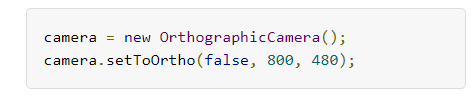 camera = new OrthographicCamera();
camera.setToOrtho(false, 800, 480);